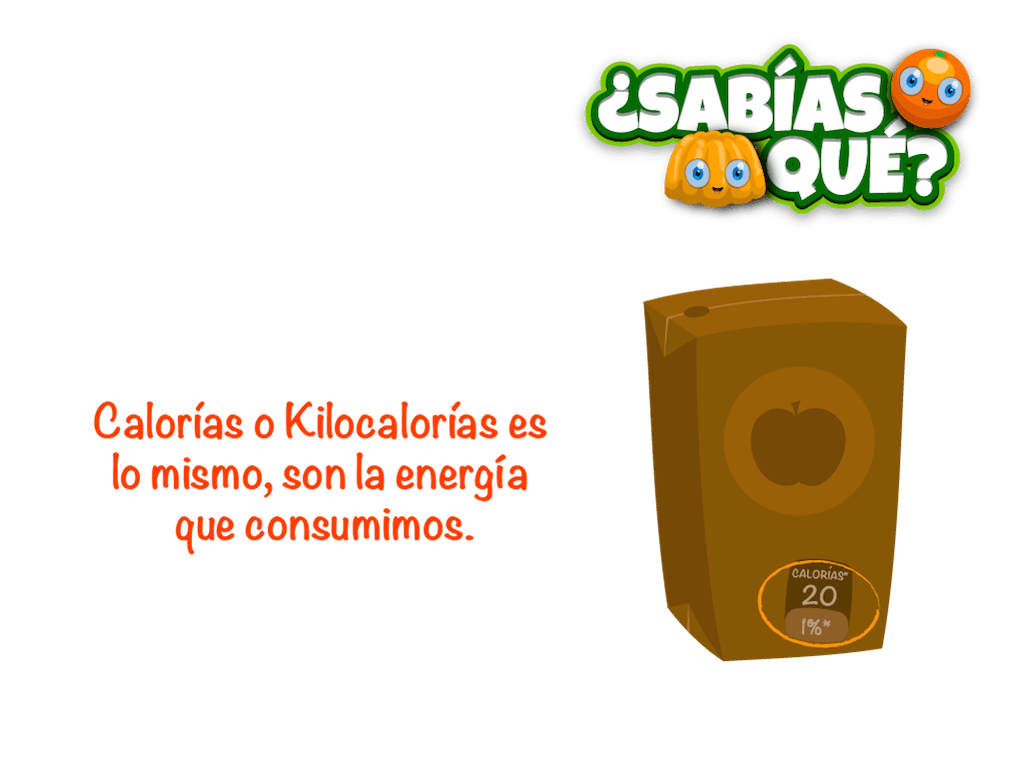 ¿SABÍAS
QUÉ?
Calorías o Kilocalorías es
lo mismo, son la energía
que consumimos.
CALORÍAS*
20
1%*